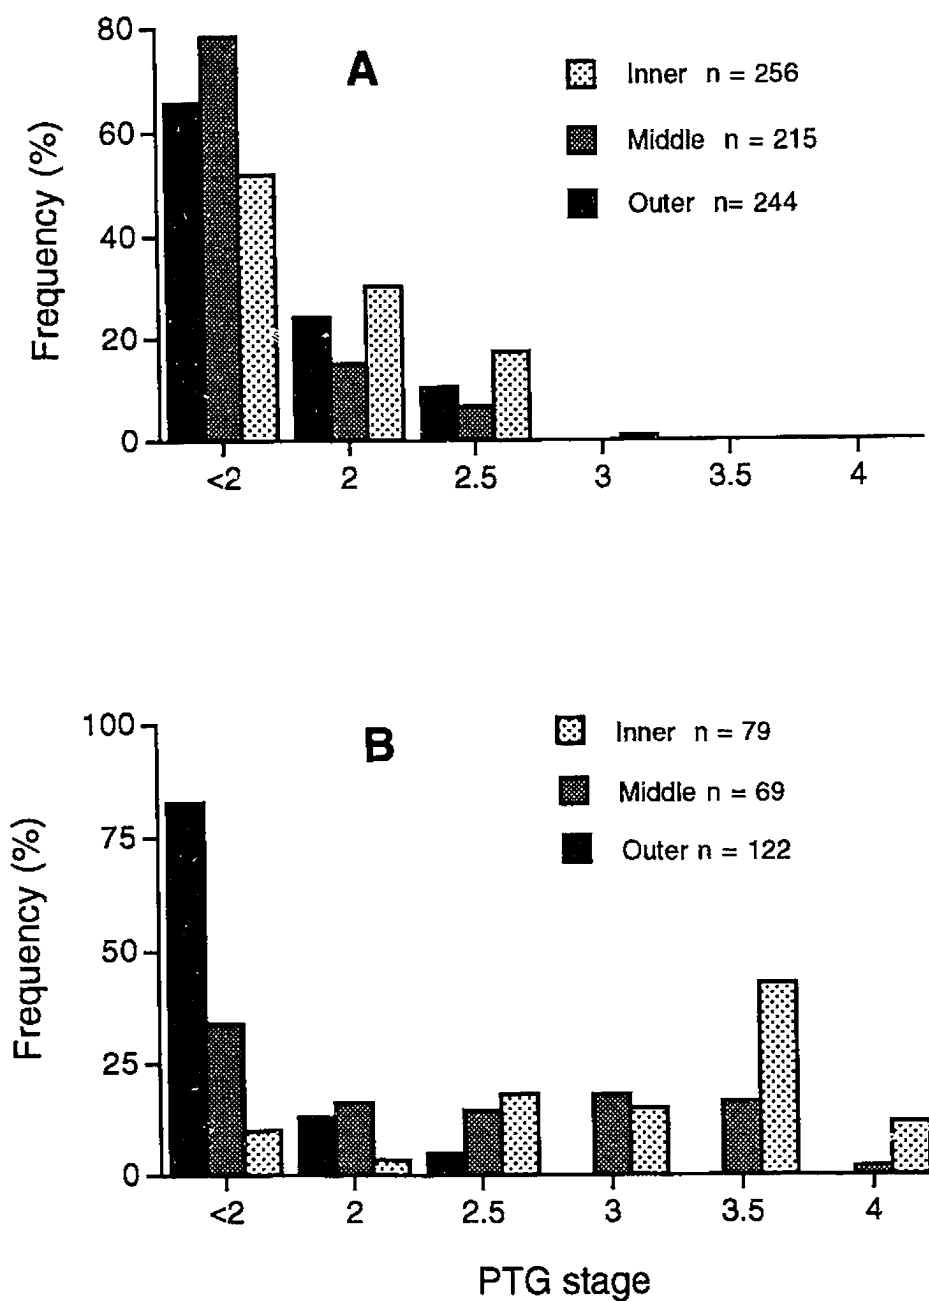 80
A
Inner n = 256
60
Middle n = 215
Outer n= 244
40
20
0
Frequency (%)
<2 2 2.5 3 3.5 4
100
B
Inner n = 79
Middle n = 69
75
Outer n = 122
50
25
0
Frequency (%)
<2 2 2.5 3 3.5 4
PTG stage